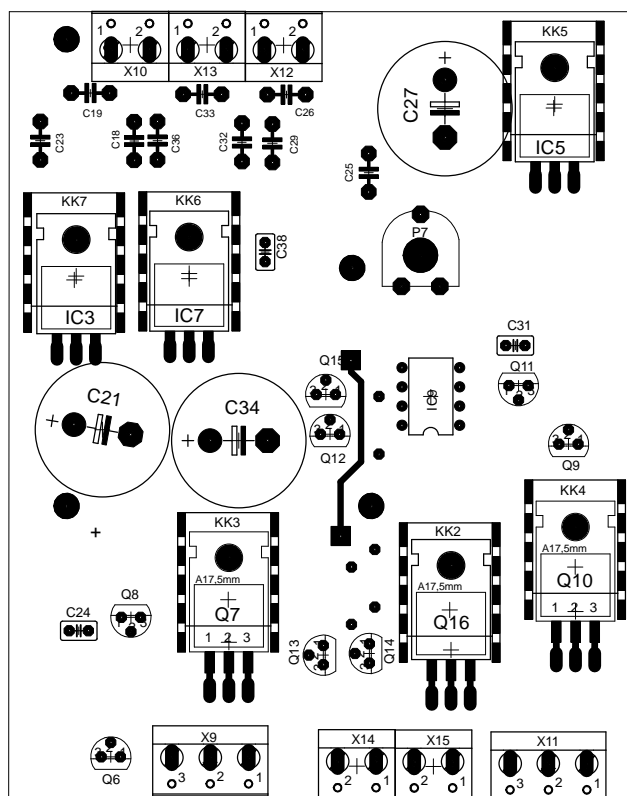 1 2 1 2 1 2
X10 X13 X12
KK5
C27
IC5
C19 C33 C26
C23 C18 C36 C32 C29 C25
KK7 KK6
C38
P7
IC3 IC7
C31
Q15 Q11
C21 C34
IC9
Q12
Q9
KK3 KK2 KK4
A17,5mm
A17,5mm
A17,5mm
Q8
C24
Q7 Q16 Q10
1 2 3
1 2 3
Q13 Q14
X9 X14 X15 X11
Q6
3 2 1 2 1 2 1 3 2 1